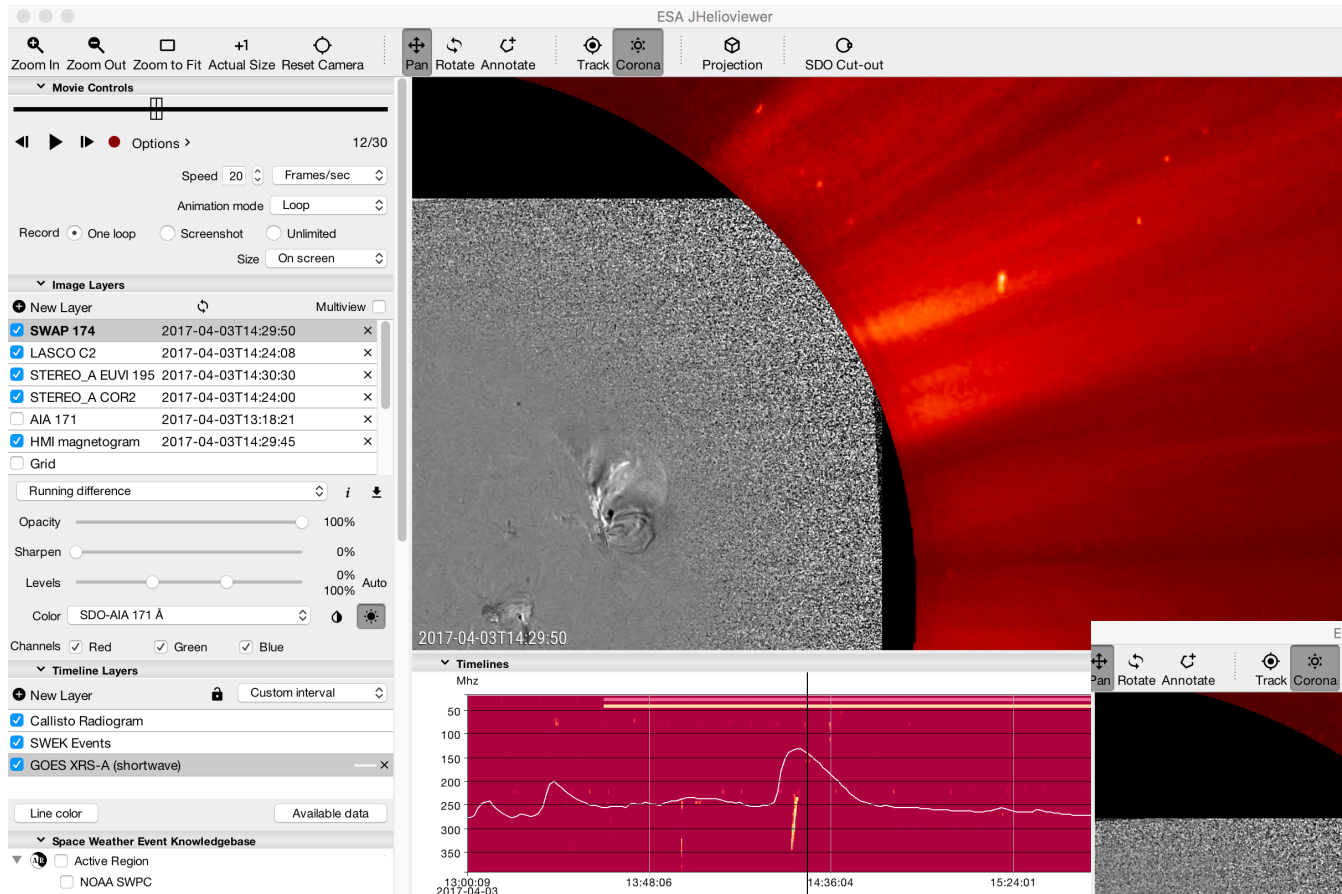 ESA JHelioviewer
Zoom In Zoom Out Zoom to Fit +1 Actual Size Reset Camera Pan Rotate Annotate Track Corona Projection SDO Cut-out
Movie Controls
Options >
12/30
Speed 20 Frames/sec
Animation mode Loop
Record One loop Screenshot Unlimited
Size On screen
Image Layers
New Layer Multiview
SWAP 174 2017-04-03T14:29:50 ×
LASCO C2 2017-04-03T14:24:08 ×
STEREO_A EUVI 195 2017-04-03T14:30:30 ×
STEREO_A COR2 2017-04-03T14:24:00 ×
AIA 171 2017-04-03T13:18:21 ×
HMI magnetogram 2017-04-03T14:29:45 ×
Grid
Running difference i
Opacity 100%
Sharpen 0%
Levels 0% 100% Auto
Color SDO-AIA 171 Å
Channels Red Green Blue
Timeline Layers
New Layer Custom interval
Callisto Radiogram
SWEK Events
GOES XRS-A (shortwave) ×
Line color Available data
Space Weather Event Knowledgebase
AR Active Region
NOAA SWPC
2017-04-03T14:29:50
Timelines
Mhz
50
100
150
200
250
300
350
13:00:09 13:48:06 14:36:04 15:24:01
2017-04-03
E
Pan Rotate Annotate Track Corona